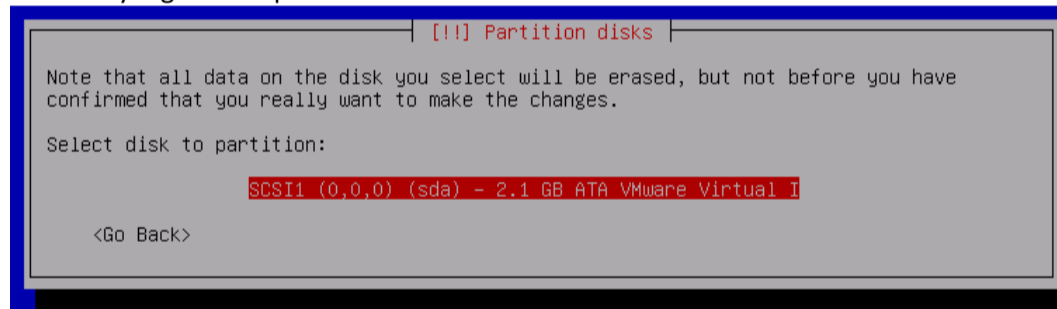 [!!] Partition disks
Note that all data on the disk you select will be erased, but not before you have
confirmed that you really want to make the changes.
Select disk to partition:
SCSI1 (0,0,0) (sda) - 2.1 GB ATA VMware Virtual I
<Go Back>